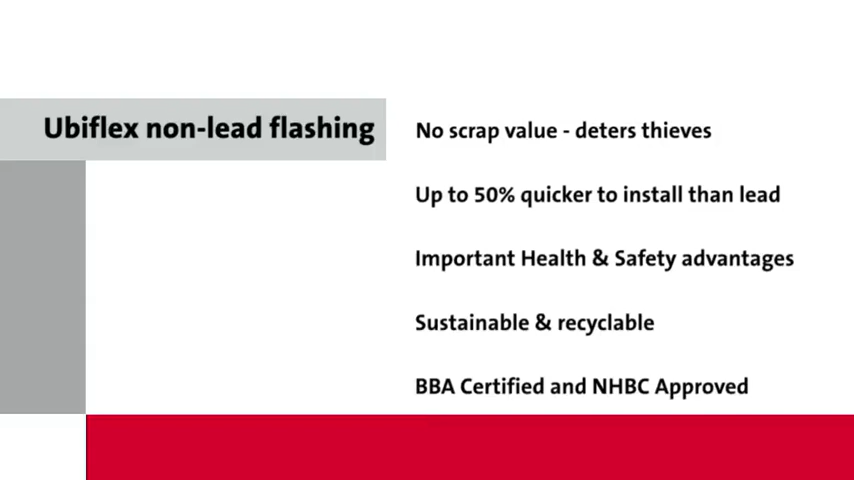 Ubiflex non-lead flashing
No scrap value - deters thieves
Up to 50% quicker to install than lead
Important Health & Safety advantages
Sustainable & recyclable
BBA Certified and NHBC Approved